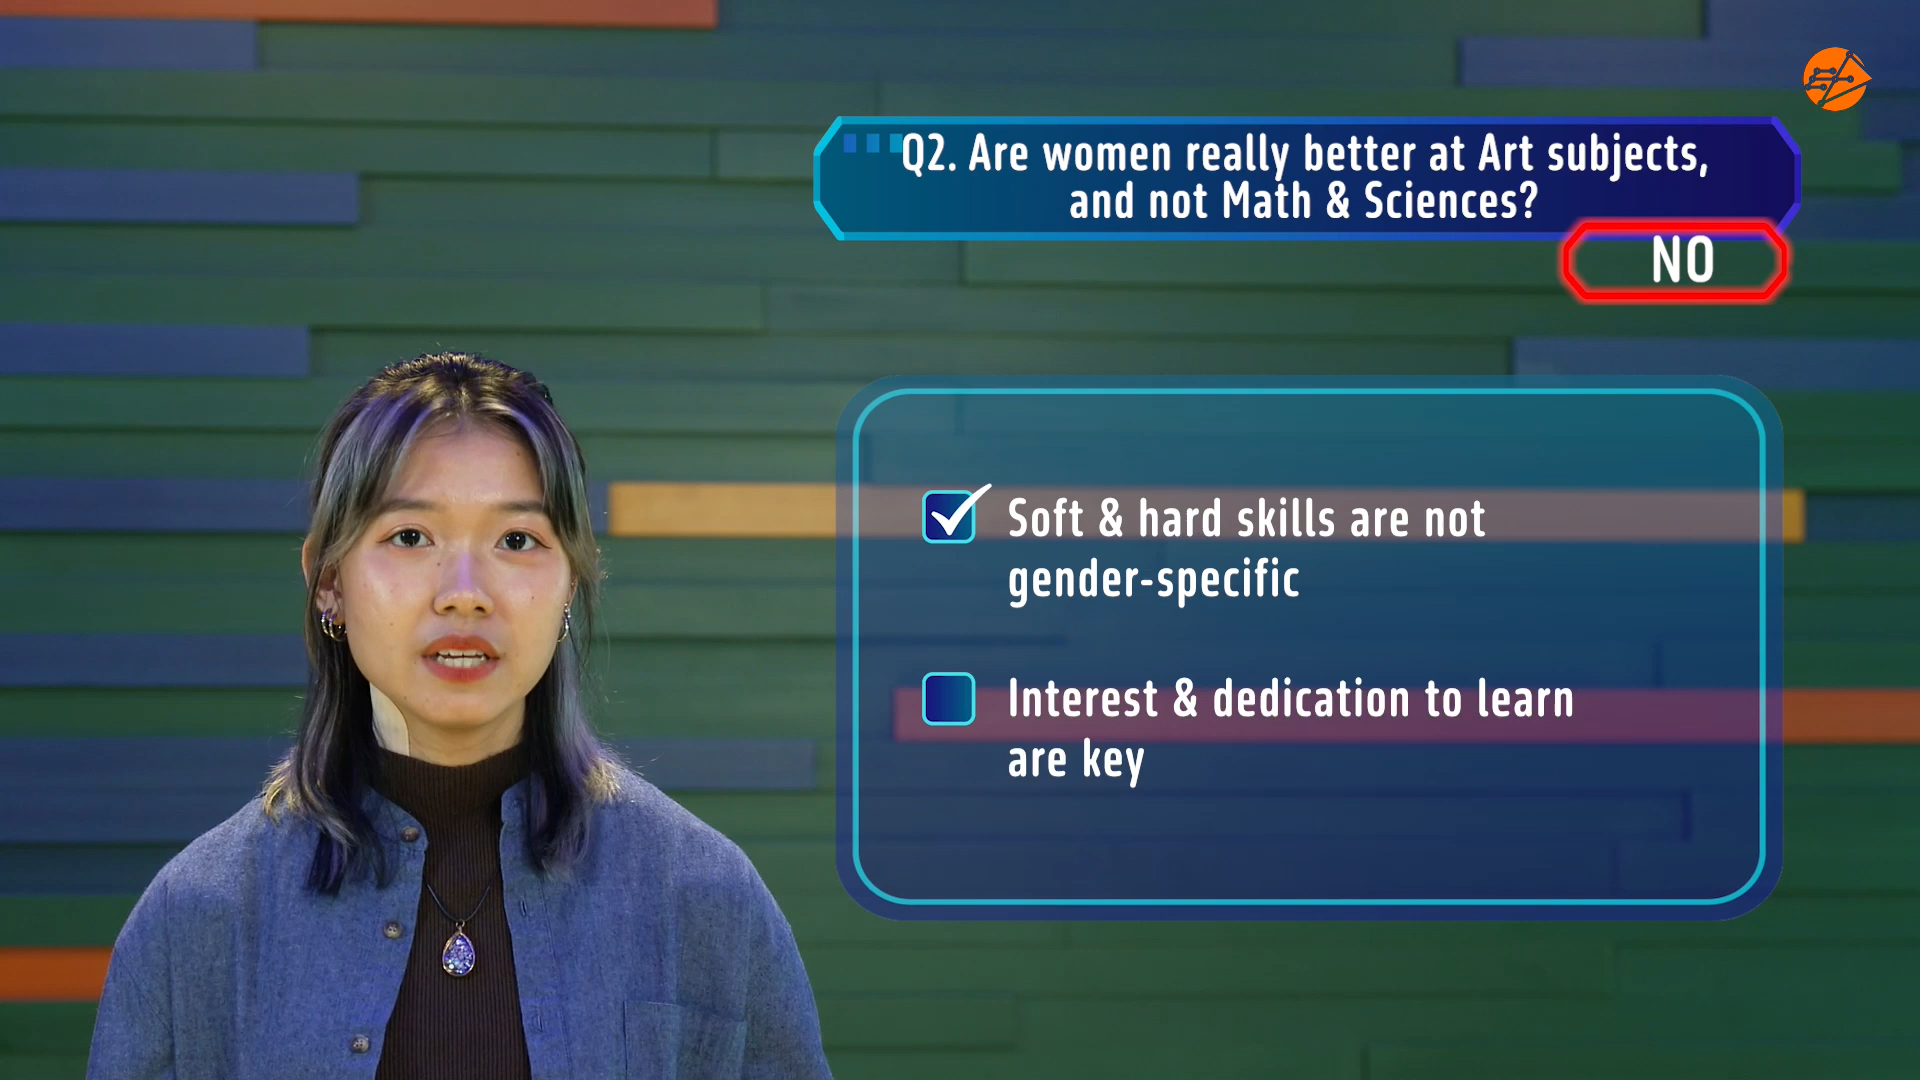 Q2. Are women really better at Art subjects,
and not Math & Sciences?
NO
Soft & hard skills are not
gender-specific
Interest & dedication to learn
are key